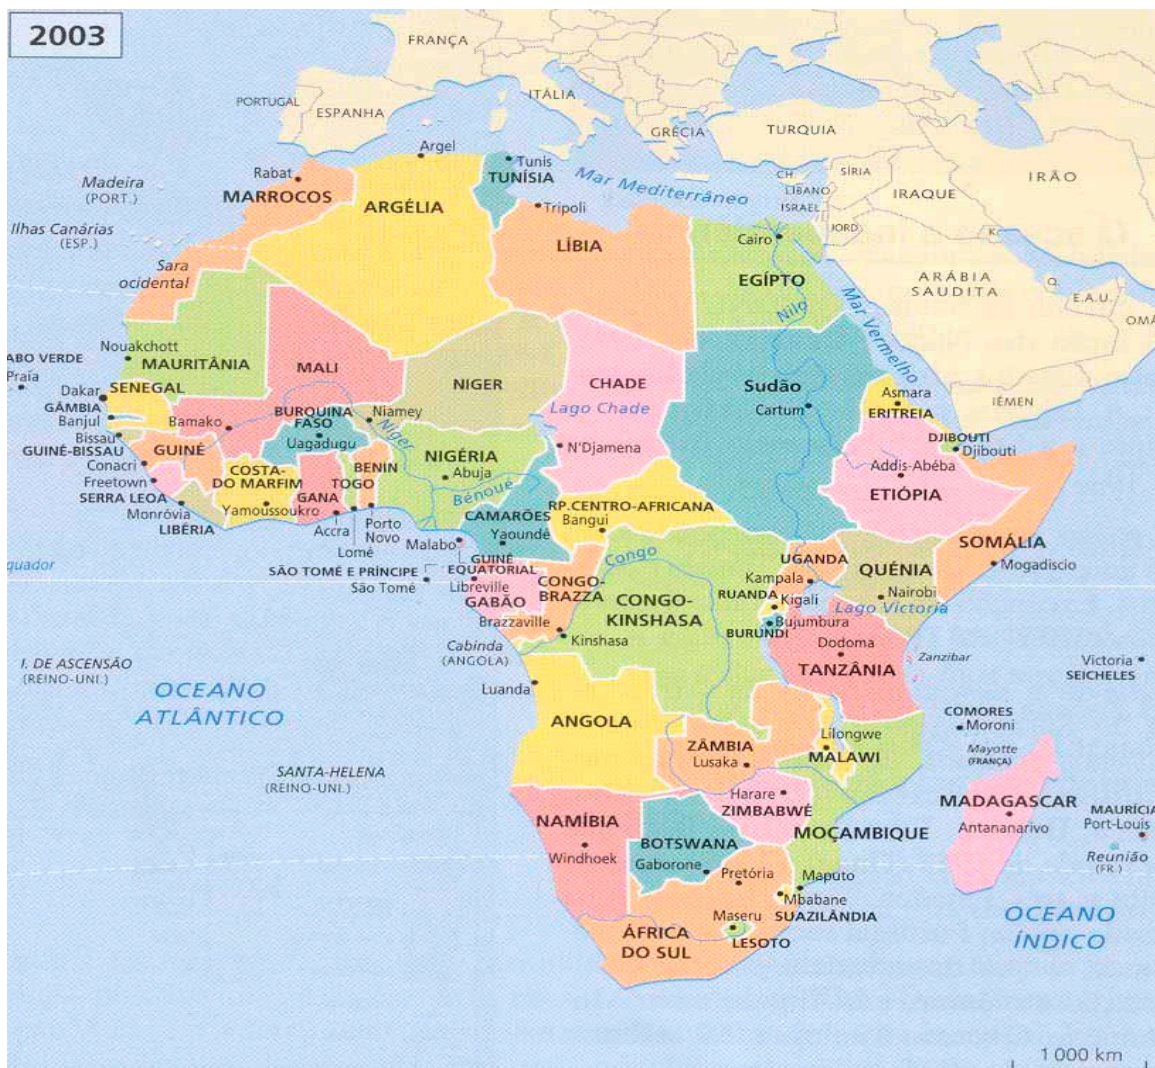 2003
FRANÇA
ITÁLIA
PORTUGAL
ESPANHA
GRÉCIA
TURQUIA
Argel
Tunis
TUNÍSIA
Mar Mediterrâneo
CH.
SÍRIA
LÍBANO
ISRAEL
IRAQUE
IRÃO
JORD
K.
Madeira
(PORT.)
Rabat
MARROCOS
ARGÉLIA
Tripoli
LÍBIA
Cairo
EGÍPTO
Ilhas Canárias
(ESP.)
Sara
ocidental
ARÁBIA
SAUDITA
Q.
E.A.U.
OMÁ
Nilo
Mar Vermelho
Nouakchott
MAURITÂNIA
MALI
NIGER
CHADE
Sudão
Cartum
Lago Chade
ABO VERDE
Praía
Dakar
SENEGAL
GÂMBIA
Banjul
Bissau
GUINÉ-BISSAU
Bamako
BURQUINA
FASO
Uagadugu
Niamey
Niger
N'Djamena
Asmara
ERITREIA
IÉMEN
DJIBOUTI
Djibouti
GUINÉ
Conacri
Freetown
SERRA LEOA
Monróvia
LIBÉRIA
COSTA-
DO MARFIM
Yamoussoukro
GANA
Accra
TOGO
Lomé
BENIN
Porto
Novo
NIGÉRIA
Abuja
Bénoué
CAMARÕES
Yaoundé
RP.CENTRO-AFRICANA
Bangui
Addis-Abéba
ETIÓPIA
SOMÁLIA
Mogadiscio
Malabo
GUINÉ
EQUATORIAL
SÃO TOMÉ E PRÍNCIPE
São Tomé
Libreville
GABÃO
CONGO-
BRAZZA
Brazzaville
Congo
CONGO-
KINSHASA
Kinshasa
UGANDA
Kampala
QUÉNIA
Nairobi
Lago Victoria
RUANDA
Kigali
BURUNDI
Bujumbura
quador
Cabinda
(ANGOLA)
Dodoma
TANZÂNIA
Zanzibar
Victoria
SEICHELES
I. DE ASCENSÃO
(REINO-UNI.)
OCEANO
ATLÂNTICO
Luanda
ANGOLA
ZÂMBIA
Lusaka
Lilongwe
MALAWI
COMORES
Moroni
Mayotte
(FRANÇA)
SANTA-HELENA
(REINO-UNI.)
NAMÍBIA
Windhoek
Harare
ZIMBABWÉ
BOTSWANA
Gaborone
MOÇAMBIQUE
MADAGASCAR
Antananarivo
MAURÍCIA
Port-Louis
Reunião
(FR.)
Pretória
Maputo
Mbabane
SUAZILÂNDIA
Maseru
LESOTO
ÁFRICA
DO SUL
OCEANO
ÍNDICO
1 000 km